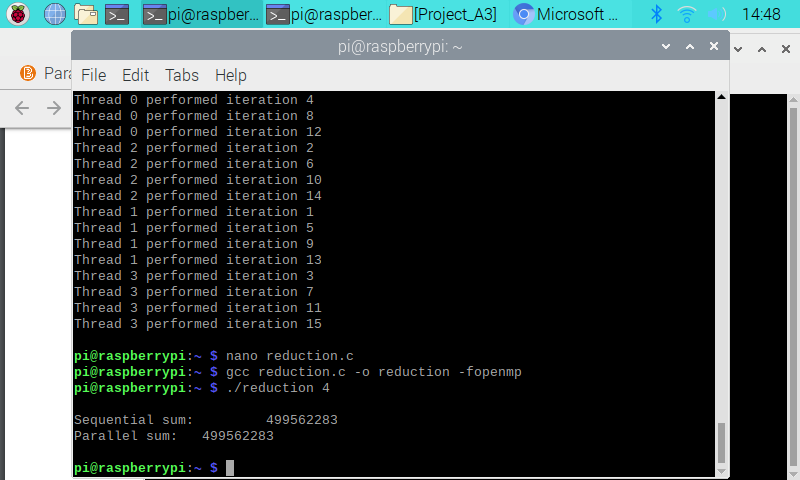 pi@raspber... pi@raspber... [Project_A3] Microsoft ... 14:48
pi@raspberrypi: ~
File Edit Tabs Help
Para
Thread 0 performed iteration 4
Thread 0 performed iteration 8
Thread 0 performed iteration 12
Thread 2 performed iteration 2
Thread 2 performed iteration 6
Thread 2 performed iteration 10
Thread 2 performed iteration 14
Thread 1 performed iteration 1
Thread 1 performed iteration 5
Thread 1 performed iteration 9
Thread 1 performed iteration 13
Thread 3 performed iteration 3
Thread 3 performed iteration 7
Thread 3 performed iteration 11
Thread 3 performed iteration 15
pi@raspberrypi:~ $ nano reduction.c
pi@raspberrypi:~ $ gcc reduction.c -o reduction -fopenmp
pi@raspberrypi:~ $ ./reduction 4
Sequential sum:         499562283
Parallel sum:   499562283
pi@raspberrypi:~ $